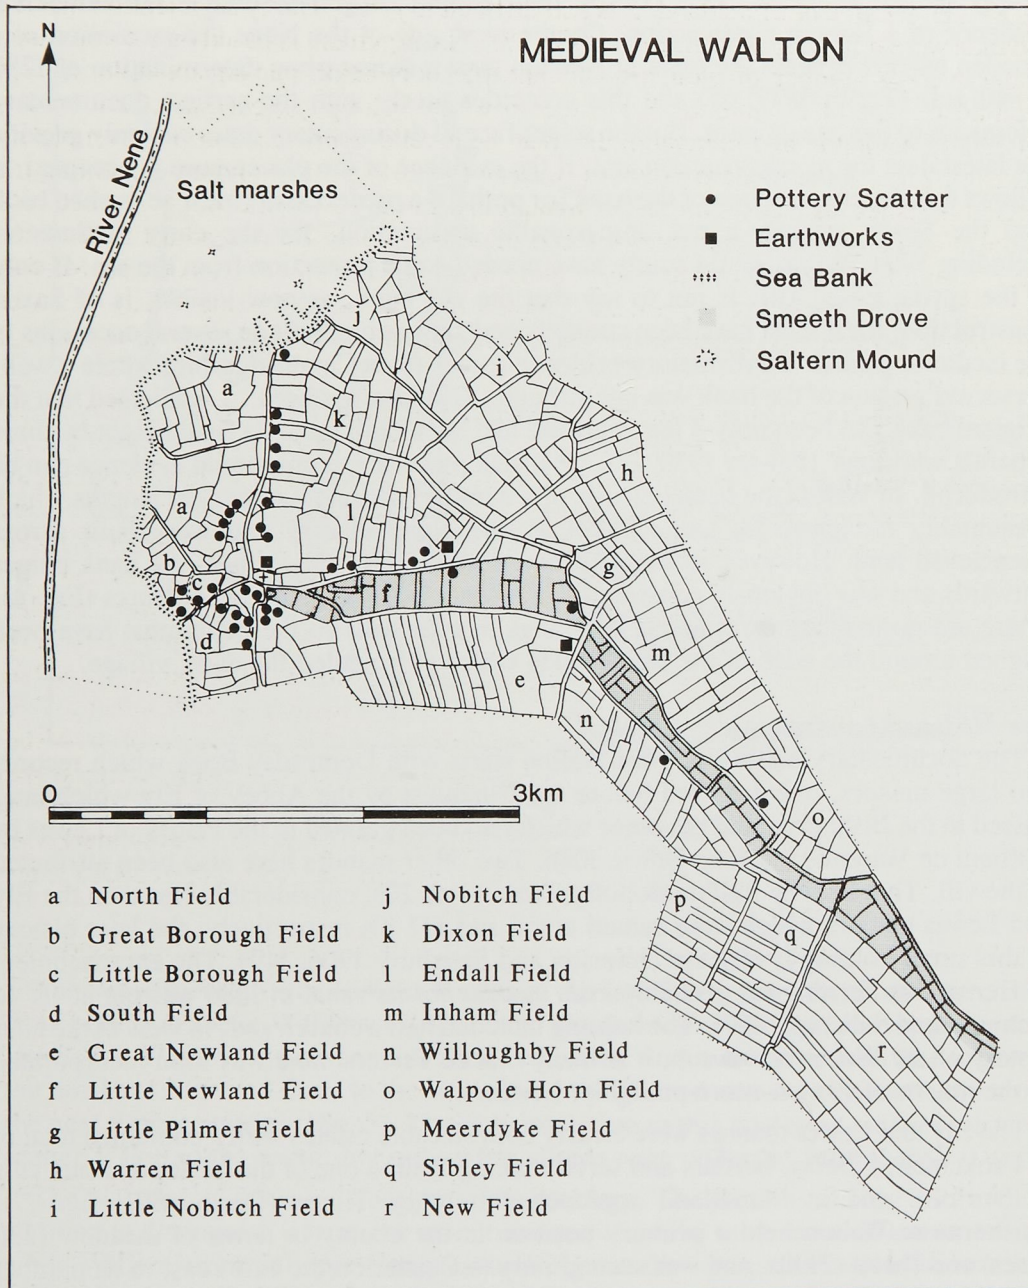 N
MEDIEVAL WALTON
River Nene
Salt marshes
Pottery Scatter
Earthworks
Sea Bank
Smeeth Drove
Saltern Mound
j
i
a
k
h
a
l
b
c
g
f
d
m
e
n
o
p
q
r
0 3km
a North Field
b Great Borough Field
c Little Borough Field
d South Field
e Great Newland Field
f Little Newland Field
g Little Pilmer Field
h Warren Field
i Little Nobitch Field
j Nobitch Field
k Dixon Field
l Endall Field
m Inham Field
n Willoughby Field
o Walpole Horn Field
p Meerdyke Field
q Sibley Field
r New Field